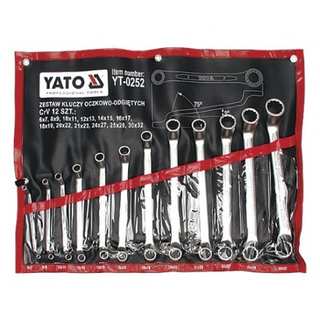 YATO
PROFESSIONAL TOOLS
Item number:
YT-0252
75°
ZESTAW KLUCZY OCZKOWO-ODGIĘTYCH
CrV 12 SZT.:
6x7, 8x9, 10x11, 12x13, 14x15, 16x17,
18x19, 20x22, 21x23, 24x27, 25x28, 30x32